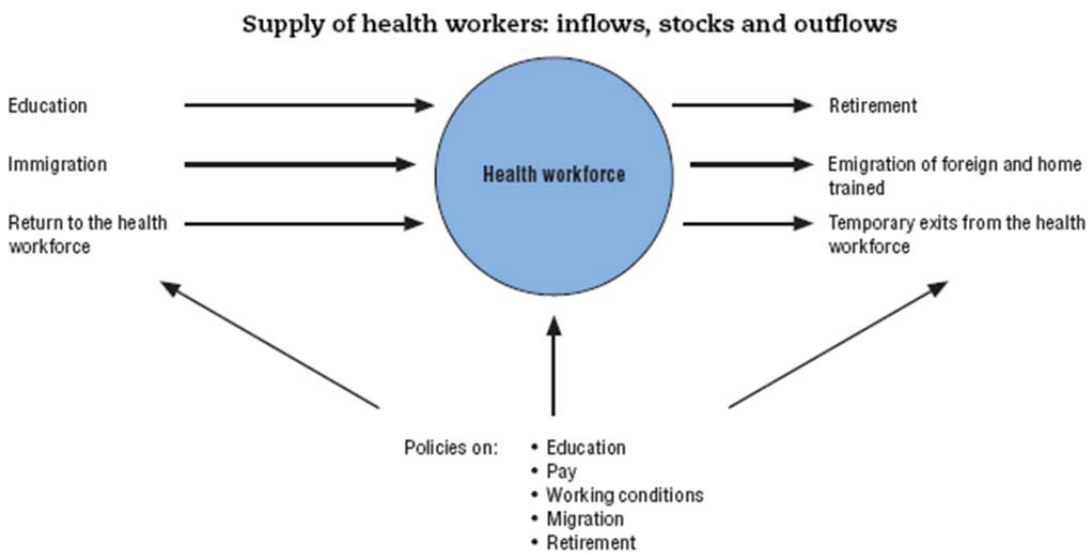 Supply of health workers: inflows, stocks and outflows
Education
Immigration
Return to the health
workforce
Health workforce
Retirement
Emigration of foreign and home
trained
Temporary exits from the health
workforce
Policies on:
• Education
• Pay
• Working conditions
• Migration
• Retirement